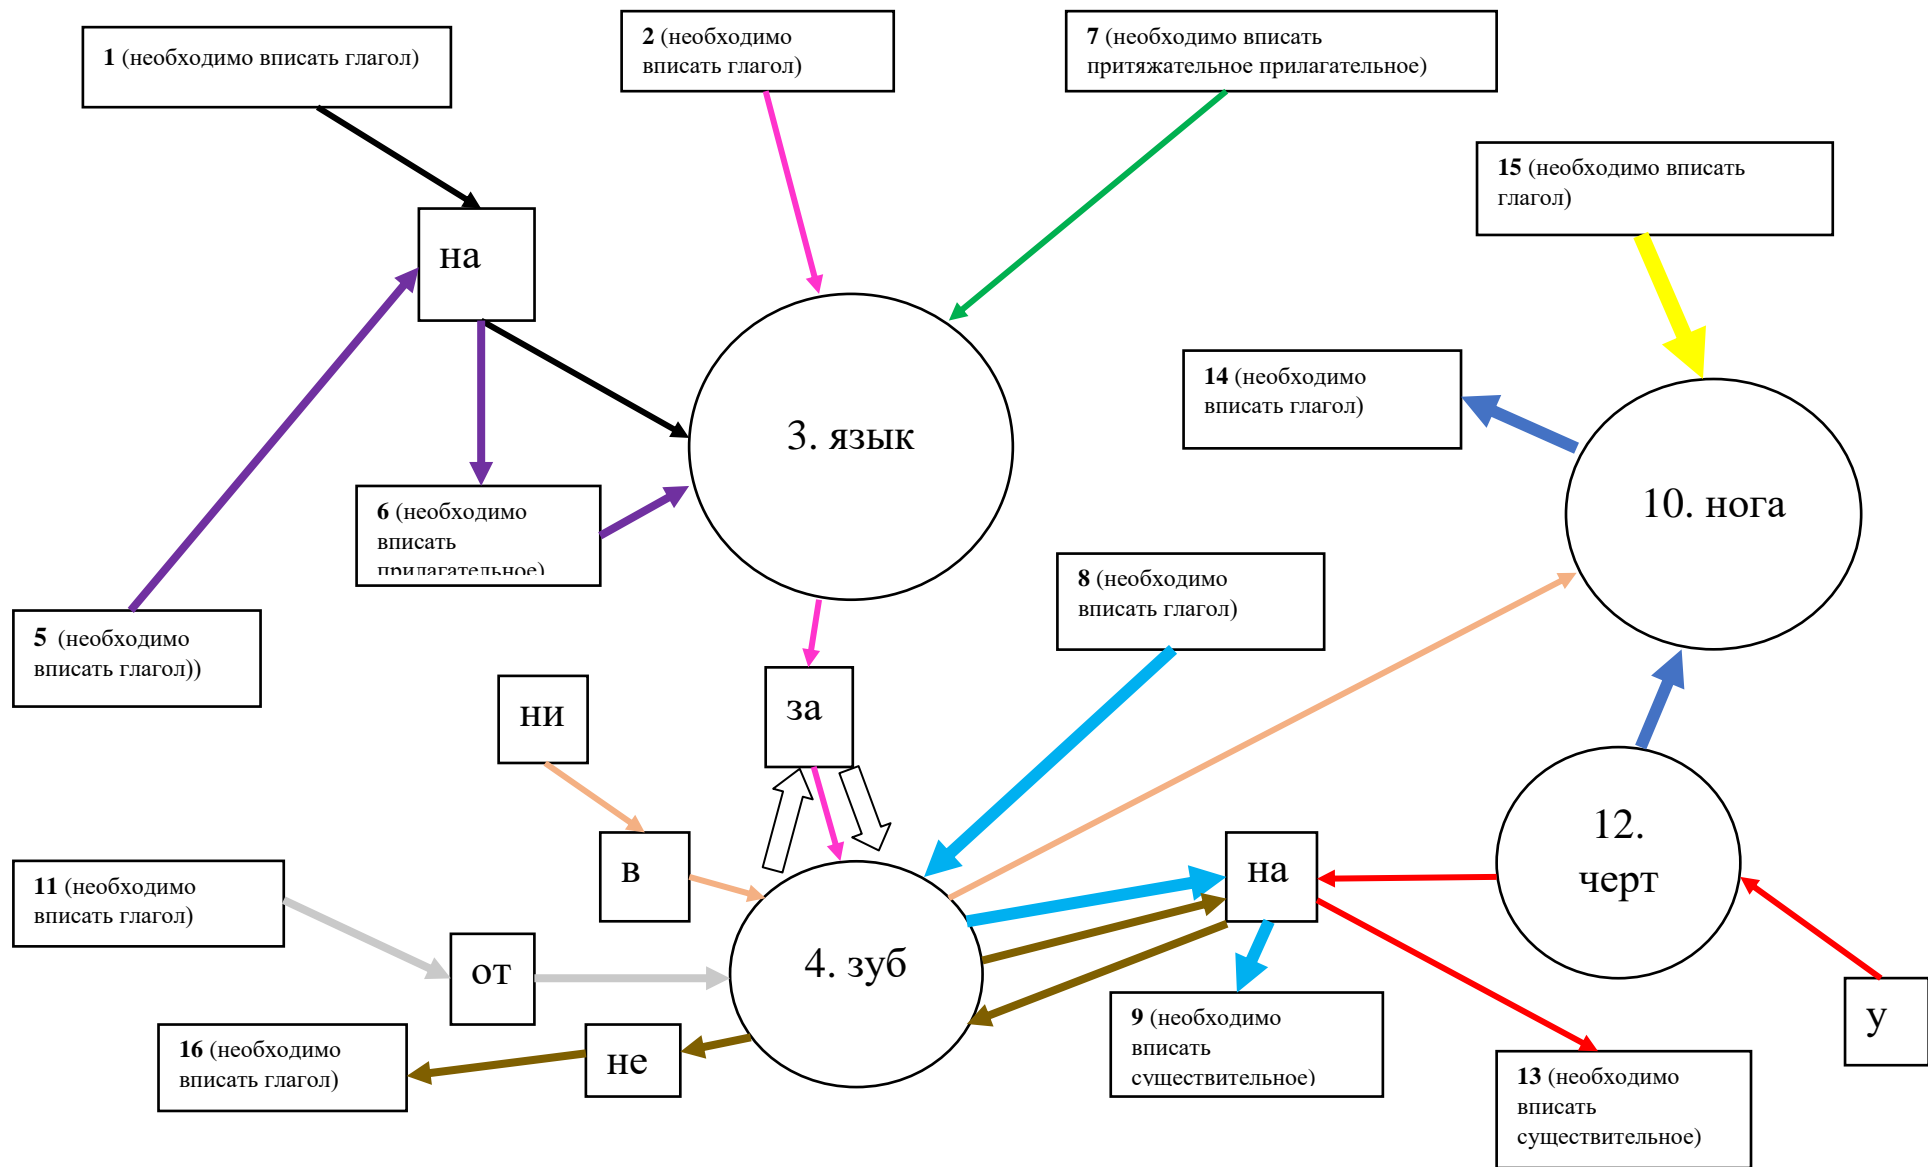 1 (необходимо вписать глагол)
2 (необходимо
вписать глагол)
7 (необходимо вписать
притяжательное прилагательное)
15 (необходимо вписать
глагол)
на
14 (необходимо
вписать глагол)
3. язык
10. нога
6 (необходимо
вписать
прилагательное)
8 (необходимо
вписать глагол)
5 (необходимо
вписать глагол))
ни
за
12.
черт
в
на
11 (необходимо
вписать глагол)
от
4. зуб
9 (необходимо
вписать
существительное)
у
16 (необходимо
вписать глагол)
не
13 (необходимо
вписать
существительное)